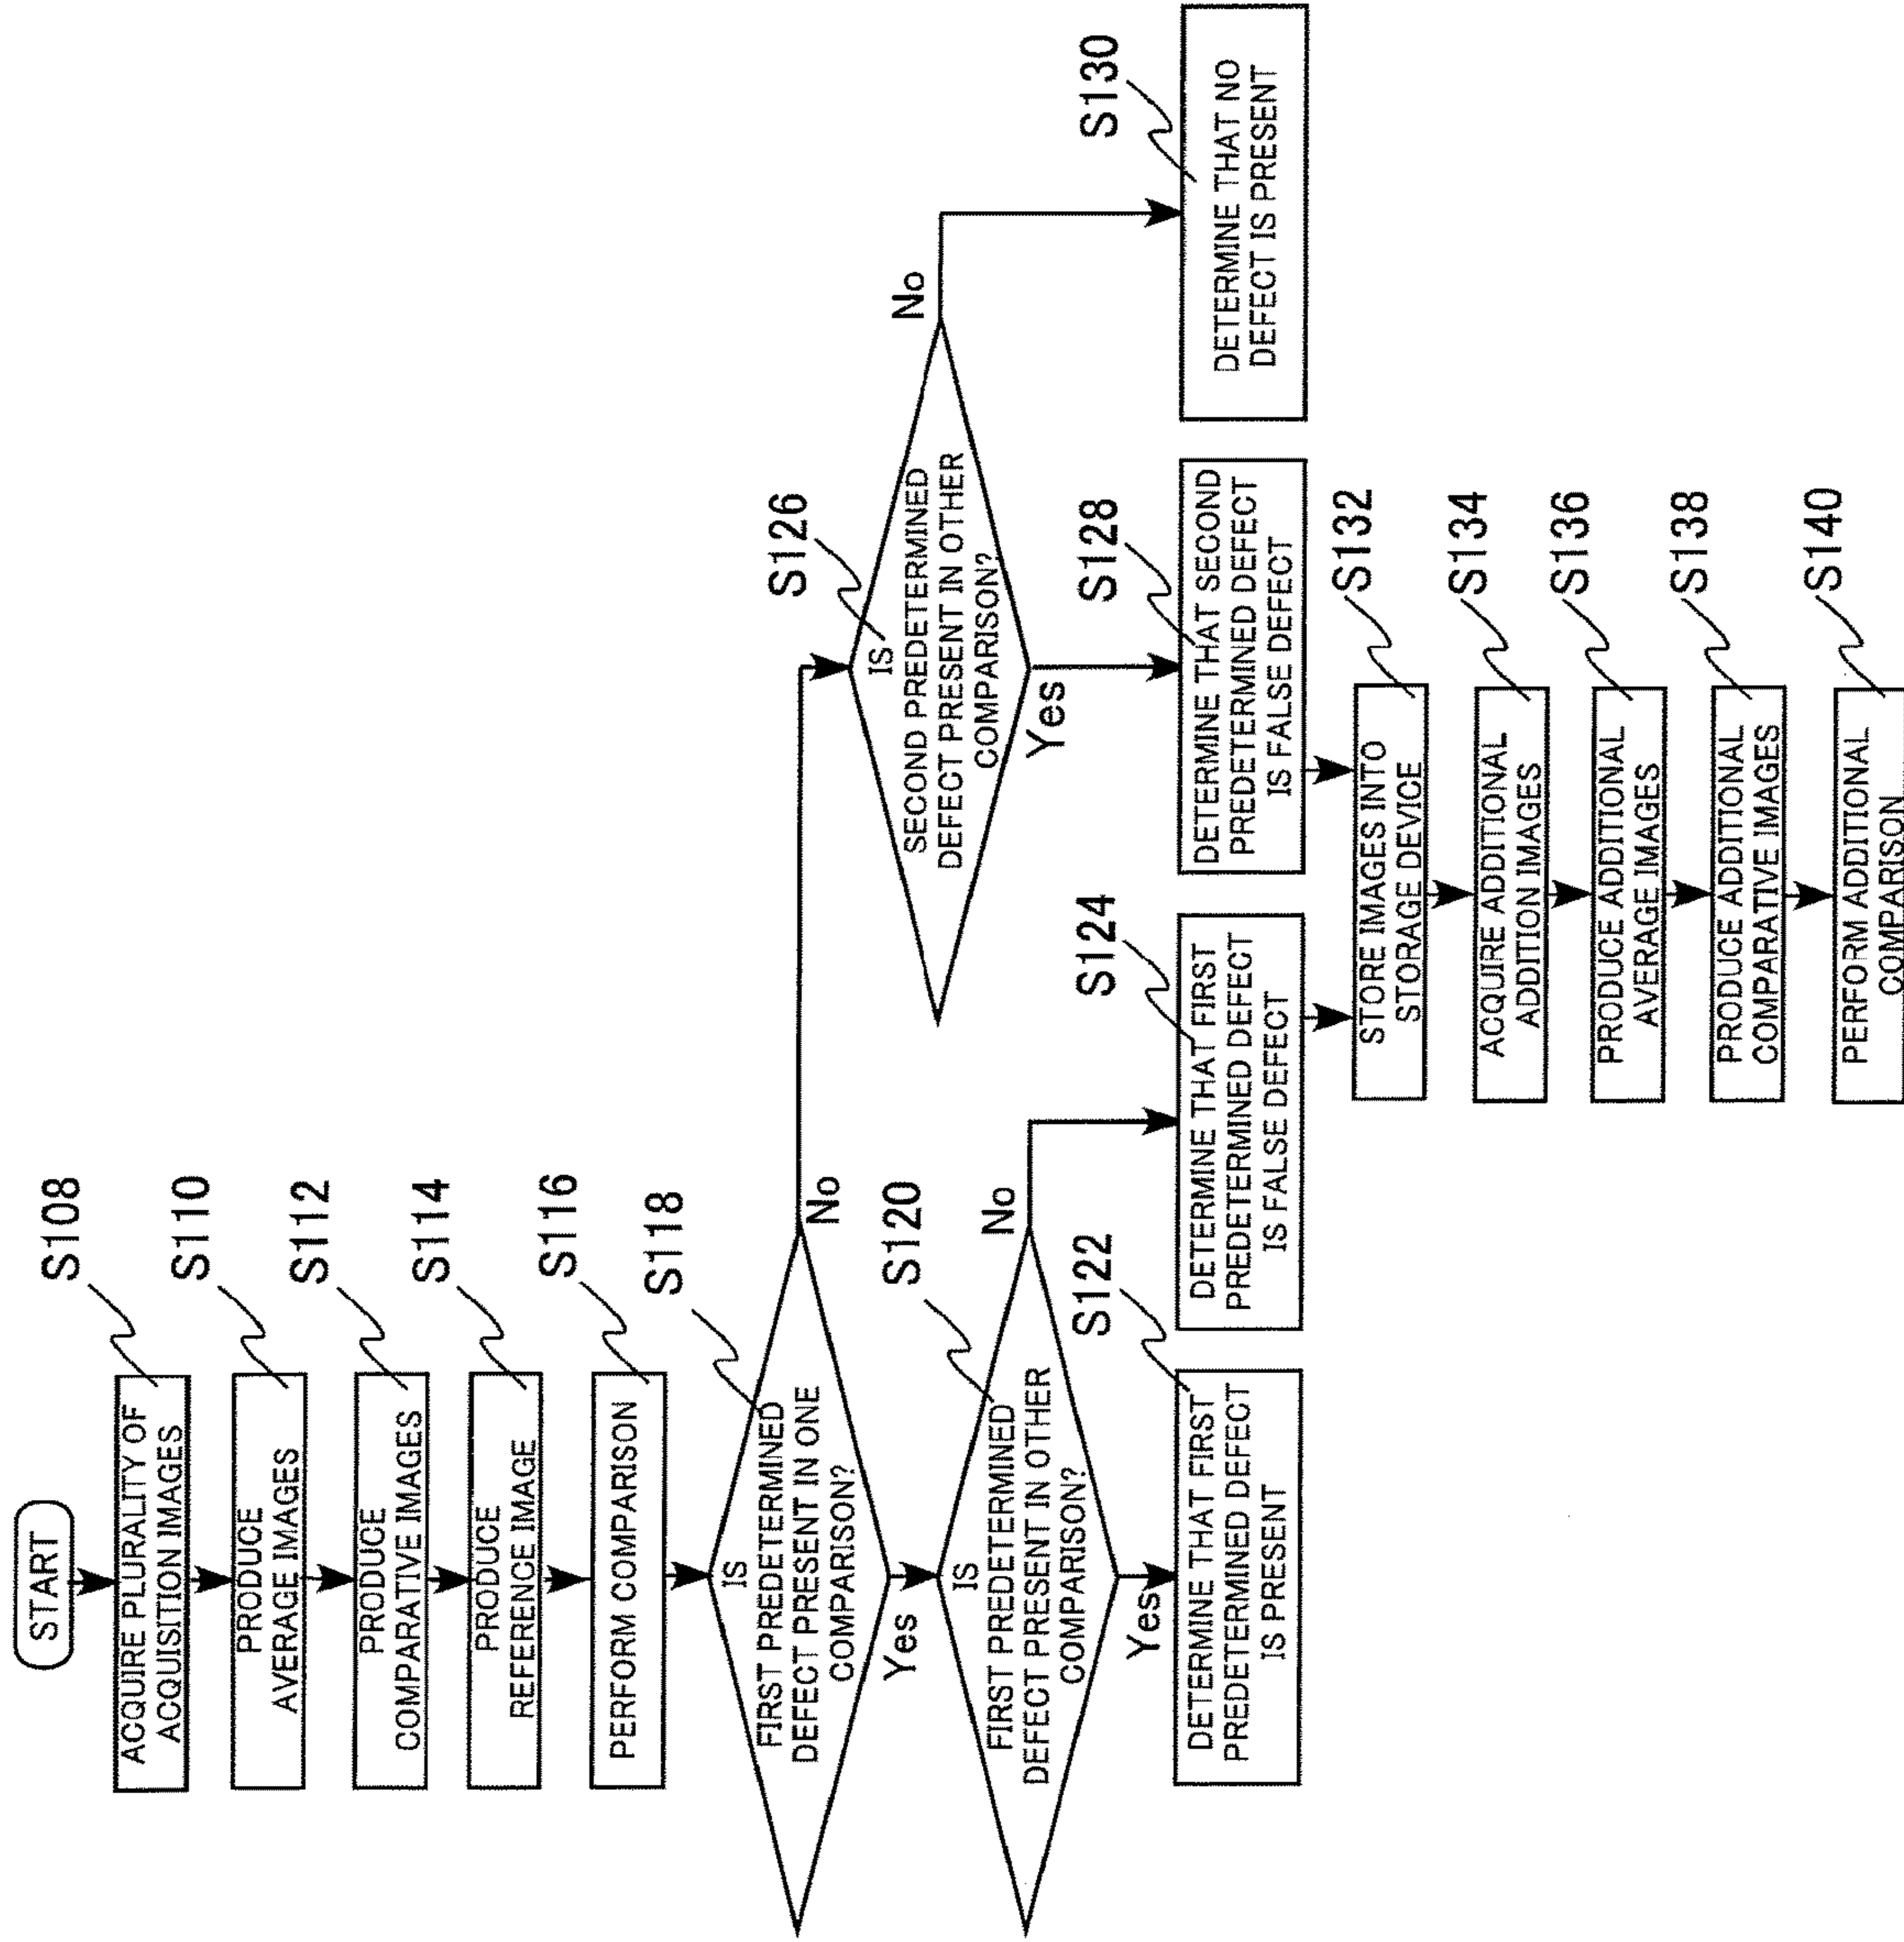 START
S108
ACQUIRE PLURALITY OF
ACQUISITION IMAGES
S110
PRODUCE
AVERAGE IMAGES
S112
PRODUCE
COMPARATIVE IMAGES
S114
PRODUCE
REFERENCE IMAGE
S116
PERFORM COMPARISON
S118
IS
FIRST PREDETERMINED
DEFECT PRESENT IN ONE
COMPARISON?
No
Yes
S120
IS
FIRST PREDETERMINED
DEFECT PRESENT IN OTHER
COMPARISON?
No
Yes
S126
IS
SECOND PREDETERMINED
DEFECT PRESENT IN OTHER
COMPARISON?
No
Yes
S122
DETERMINE THAT FIRST
PREDETERMINED DEFECT
IS PRESENT
S124
DETERMINE THAT FIRST
PREDETERMINED DEFECT
IS FALSE DEFECT
S128
DETERMINE THAT SECOND
PREDETERMINED DEFECT
IS FALSE DEFECT
S130
DETERMINE THAT NO
DEFECT IS PRESENT
S132
STORE IMAGES INTO
STORAGE DEVICE
S134
ACQUIRE ADDITIONAL
ADDITION IMAGES
S136
PRODUCE ADDITIONAL
AVERAGE IMAGES
S138
PRODUCE ADDITIONAL
COMPARATIVE IMAGES
S140
PERFORM ADDITIONAL
COMPARISON